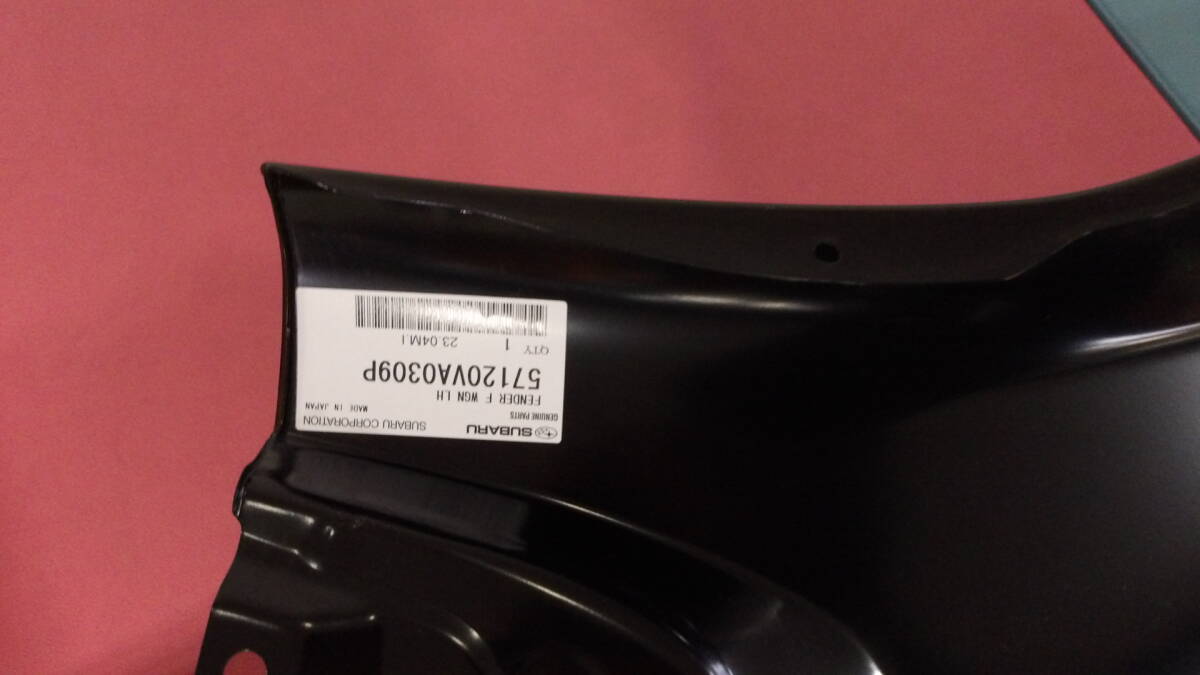 SUBARU SUBARU CORPORATION
GENUINE PARTS MADE IN JAPAN
FENDER F WGN LH
57120VA0309P
QTY 1 23.04M.I